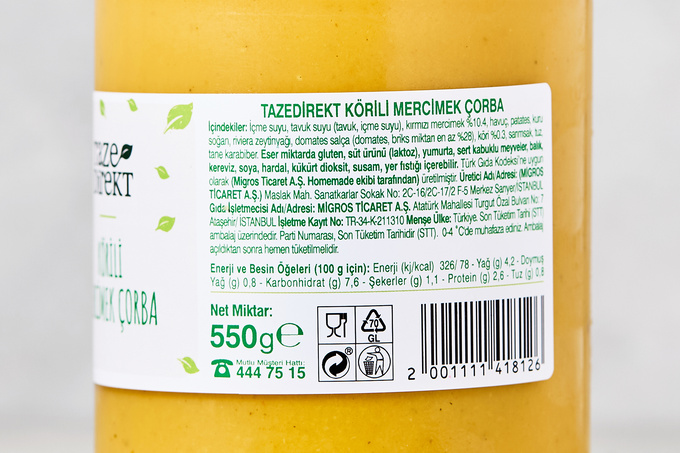 TAZEDİREKT KÖRİLİ MERCİMEK ÇORBA
İçindekiler: İçme suyu, tavuk suyu (tavuk, içme suyu), kırmızı mercimek %10.4, havuç, patates, kuru
soğan, riviera zeytinyağı, domates salça (domates, briks miktarı en az %28), köri %0.3, sarımsak, tuz,
tane karabiber. Eser miktarda gluten, süt ürünü (laktoz), yumurta, sert kabuklu meyveler, balık,
kereviz, soya, hardal, kükürt dioksit, susam, yer fıstığı içerebilir. Türk Gıda Kodeksi'ne uygun
olarak (Migros Ticaret A.Ş. Homemade ekibi tarafından) üretilmiştir. Üretici Adı/Adresi: (MİGROS
TİCARET A.Ş.) Maslak Mah. Sanatkarlar Sokak No: 2C-16/2C-17/2 F-5 Merkez Sarıyer/İSTANBUL
Gıda İşletmecisi Adı/Adresi: MİGROS TİCARET A.Ş. Atatürk Mahallesi Turgut Özal Bulvarı No: 7
Ataşehir/ İSTANBUL İşletme Kayıt No: TR-34-K-211310 Menşe Ülke: Türkiye. Son Tüketim Tarihi (STT)
ambalaj üzerindedir. Parti Numarası, Son Tüketim Tarihidir (STT). 0-4 °C'de muhafaza ediniz. Ambalaj
açıldıktan sonra hemen tüketilmelidir.
Enerji ve Besin Öğeleri (100 g için): Enerji (kj/kcal) 326/ 78 - Yağ (g) 4,2 - Doymuş
Yağ (g) 0,8 - Karbonhidrat (g) 7,6 - Şekerler (g) 1,1 - Protein (g) 2,6 - Tuz (g) 0,8
Net Miktar:
550g℮
Mutlu Müşteri Hattı:
444 75 15
70
GL
2 001111 418126
taze
direkt
KÖRİLİ
ÇORBA